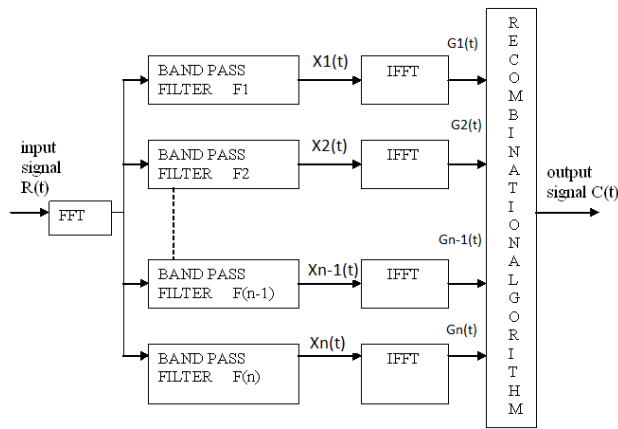 input
signal
R(t)
FFT
BAND PASS
FILTER F1
X1(t)
IFFT
G1(t)
BAND PASS
FILTER F2
X2(t)
IFFT
G2(t)
BAND PASS
FILTER F(n-1)
Xn-1(t)
IFFT
Gn-1(t)
BAND PASS
FILTER F(n)
Xn(t)
IFFT
Gn(t)
RECOMBINATIONALGORITHM
output
signal C(t)